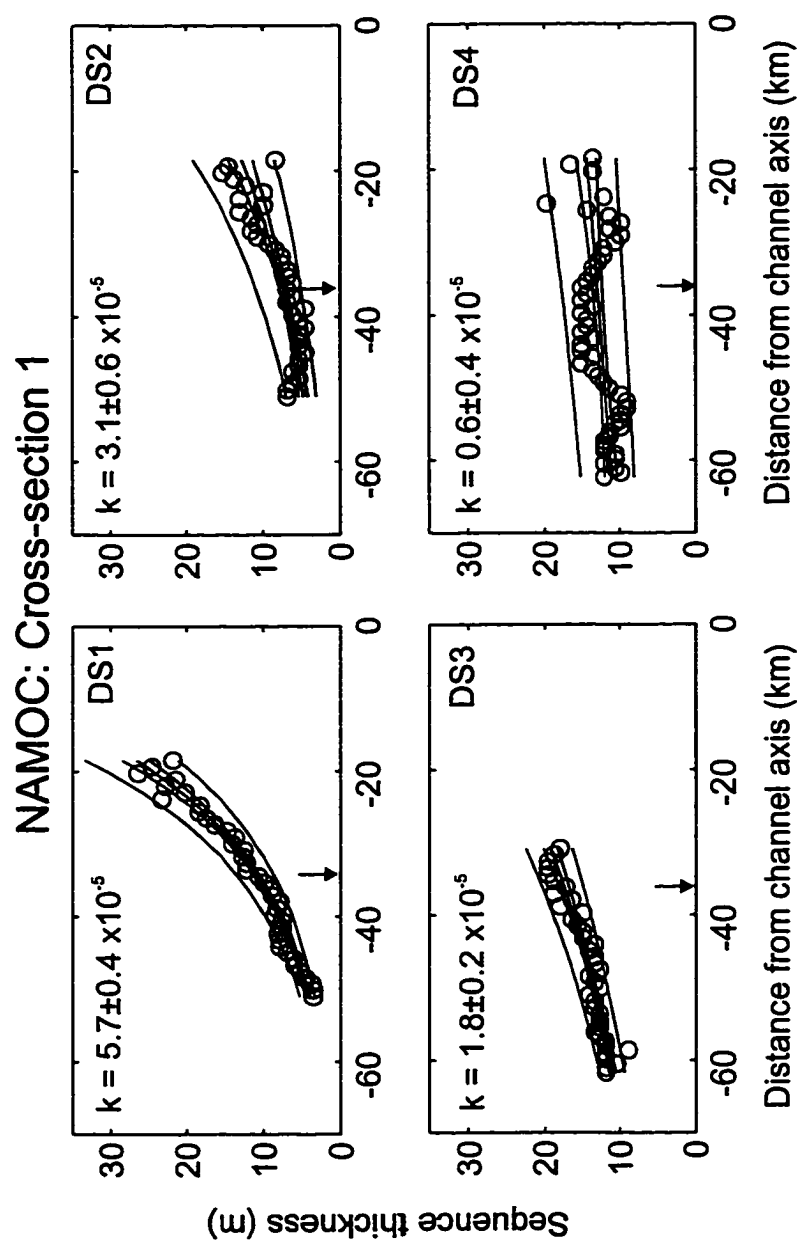 NAMOC: Cross-section 1
DS1
k = 5.7±0.4 x10-5
30
20
10
0
-60
-40
-20
0
DS2
k = 3.1±0.6 x10-5
30
20
10
0
-60
-40
-20
0
DS3
k = 1.8±0.2 x10-5
30
20
10
0
-60
-40
-20
0
DS4
k = 0.6±0.4 x10-5
30
20
10
0
-60
-40
-20
0
Sequence thickness (m)
Distance from channel axis (km)
Distance from channel axis (km)